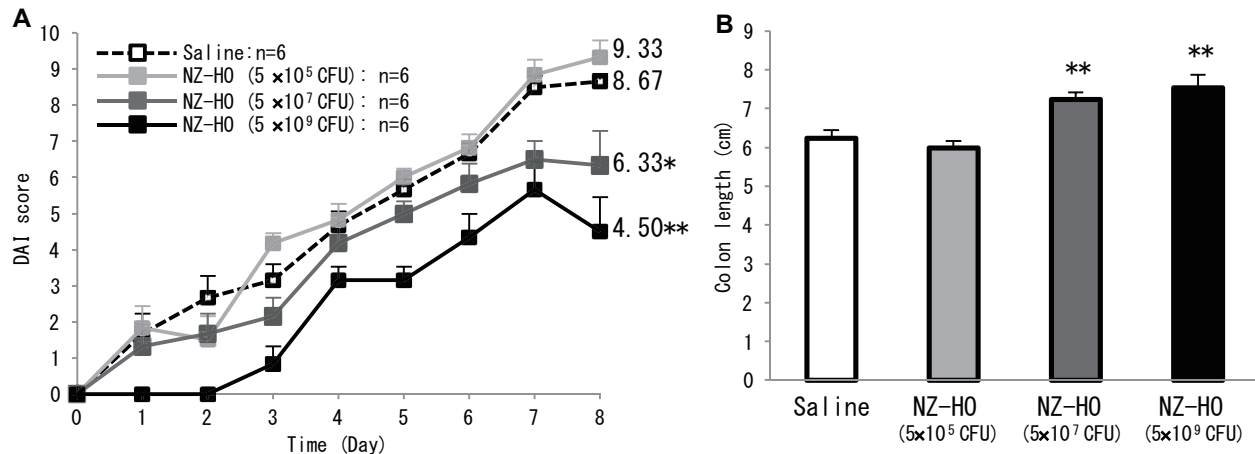 A
10
9
8
7
6
5
4
3
2
1
0
DAI score
Saline:n=6
NZ-HO (5 ×10⁵ CFU): n=6
NZ-HO (5 ×10⁷ CFU): n=6
NZ-HO (5 ×10⁹ CFU): n=6
9.33
8.67
6.33*
4.50**
0 1 2 3 4 5 6 7 8
Time (Day)
B
9
8
7
6
5
4
3
2
1
0
Colon length (cm)
** **
Saline NZ-HO NZ-HO NZ-HO
(5×10⁵ CFU) (5×10⁷ CFU) (5×10⁹ CFU)